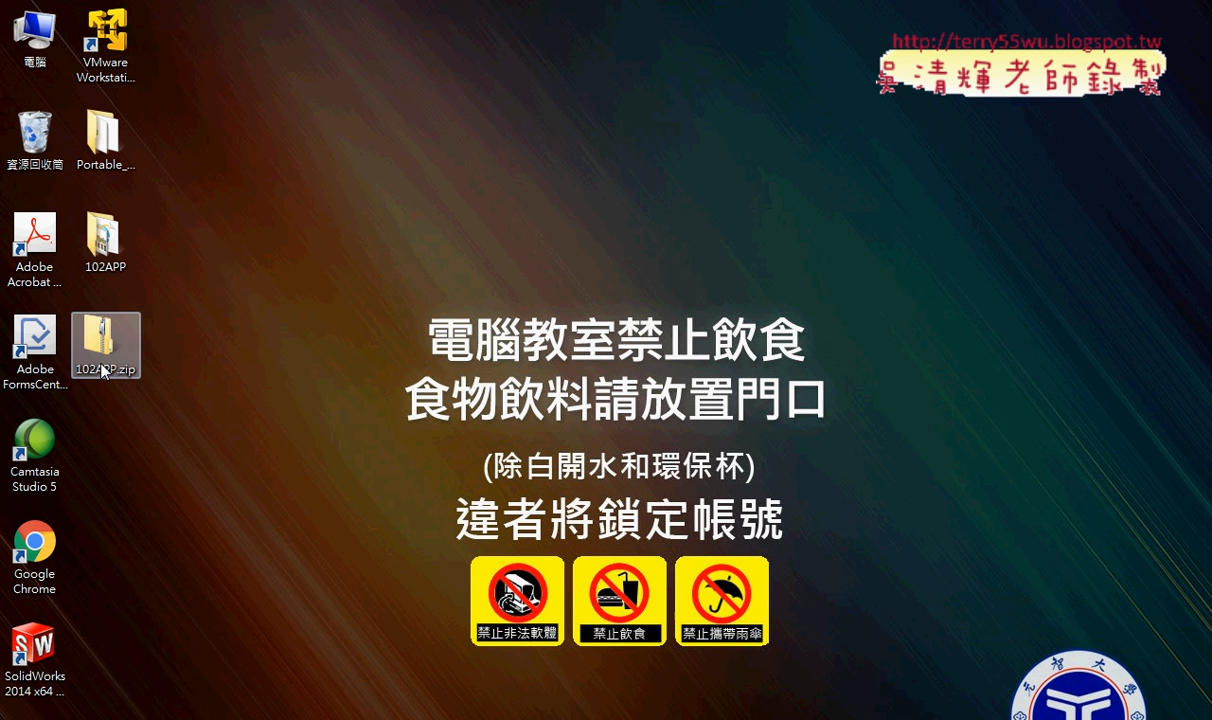 電腦
VMware
Workstati...
資源回收筒
Portable_...
Adobe
Acrobat ...
102APP
Adobe
FormsCent...
102APP.zip
Camtasia
Studio 5
Google
Chrome
SolidWorks
2014 x64 ...
http://terry55wu.blogspot.tw
吳清輝老師錄製
電腦教室禁止飲食
食物飲料請放置門口
(除白開水和環保杯)
違者將鎖定帳號
禁止非法軟體
禁止飲食
禁止攜帶雨傘
元智大學